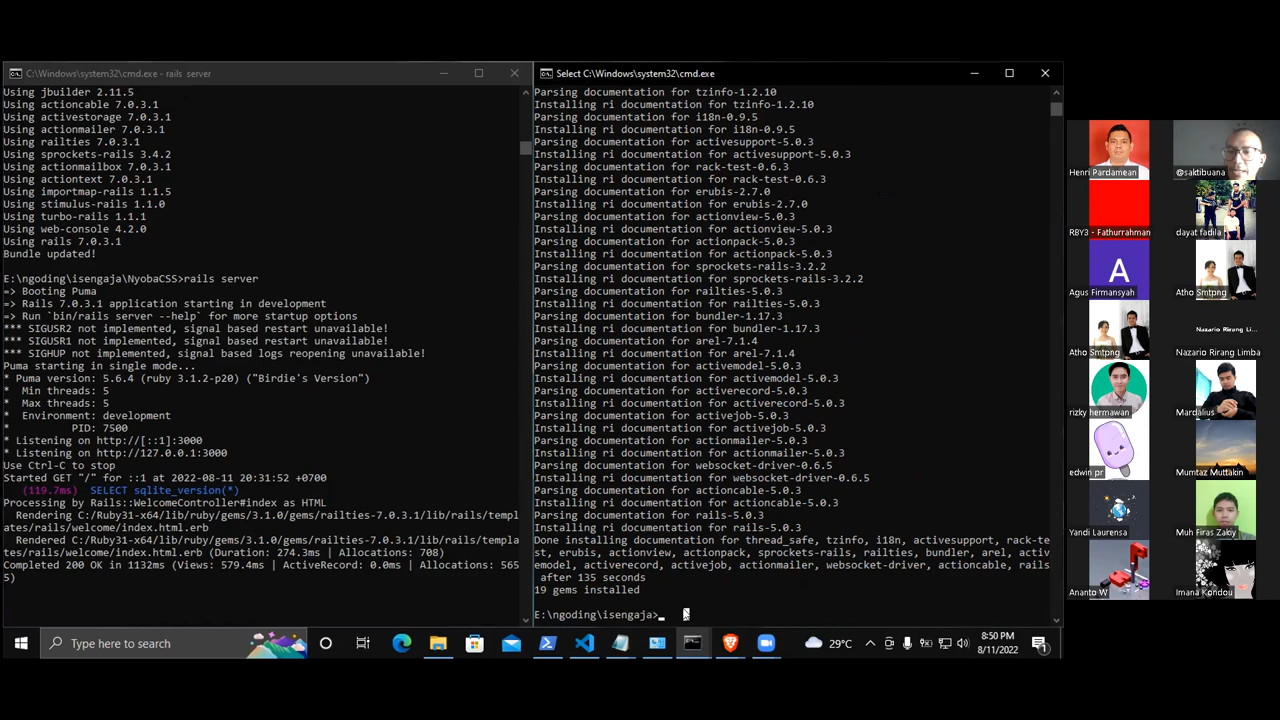 C:\Windows\system32\cmd.exe - rails  server
Using jbuilder 2.11.5
Using actioncable 7.0.3.1
Using activestorage 7.0.3.1
Using actionmailer 7.0.3.1
Using railties 7.0.3.1
Using sprockets-rails 3.4.2
Using actionmailbox 7.0.3.1
Using actiontext 7.0.3.1
Using importmap-rails 1.1.5
Using stimulus-rails 1.1.0
Using turbo-rails 1.1.1
Using web-console 4.2.0
Using rails 7.0.3.1
Bundle updated!
E:\ngoding\isengaja\NyobaCSS>rails server
=> Booting Puma
=> Rails 7.0.3.1 application starting in development
=> Run `bin/rails server --help` for more startup options
*** SIGUSR2 not implemented, signal based restart unavailable!
*** SIGUSR1 not implemented, signal based restart unavailable!
*** SIGHUP not implemented, signal based logs reopening unavailable!
Puma starting in single mode...
* Puma version: 5.6.4 (ruby 3.1.2-p20) ("Birdie's Version")
*  Min threads: 5
*  Max threads: 5
*  Environment: development
*          PID: 7500
* Listening on http://[::1]:3000
* Listening on http://127.0.0.1:3000
Use Ctrl-C to stop
Started GET "/" for ::1 at 2022-08-11 20:31:52 +0700
(119.7ms)  SELECT sqlite_version(*)
Processing by Rails::WelcomeController#index as HTML
Rendering C:/Ruby31-x64/lib/ruby/gems/3.1.0/gems/railties-7.0.3.1/lib/rails/templ
ates/rails/welcome/index.html.erb
Rendered C:/Ruby31-x64/lib/ruby/gems/3.1.0/gems/railties-7.0.3.1/lib/rails/templa
tes/rails/welcome/index.html.erb (Duration: 274.3ms | Allocations: 708)
Completed 200 OK in 1132ms (Views: 579.4ms | ActiveRecord: 0.0ms | Allocations: 565
5)
Select C:\Windows\system32\cmd.exe
Parsing documentation for tzinfo-1.2.10
Installing ri documentation for tzinfo-1.2.10
Parsing documentation for i18n-0.9.5
Installing ri documentation for i18n-0.9.5
Parsing documentation for activesupport-5.0.3
Installing ri documentation for activesupport-5.0.3
Parsing documentation for rack-test-0.6.3
Installing ri documentation for rack-test-0.6.3
Parsing documentation for erubis-2.7.0
Installing ri documentation for erubis-2.7.0
Parsing documentation for actionview-5.0.3
Installing ri documentation for actionview-5.0.3
Parsing documentation for actionpack-5.0.3
Installing ri documentation for actionpack-5.0.3
Parsing documentation for sprockets-rails-3.2.2
Installing ri documentation for sprockets-rails-3.2.2
Parsing documentation for railties-5.0.3
Installing ri documentation for railties-5.0.3
Parsing documentation for bundler-1.17.3
Installing ri documentation for bundler-1.17.3
Parsing documentation for arel-7.1.4
Installing ri documentation for arel-7.1.4
Parsing documentation for activemodel-5.0.3
Installing ri documentation for activemodel-5.0.3
Parsing documentation for activerecord-5.0.3
Installing ri documentation for activerecord-5.0.3
Parsing documentation for activejob-5.0.3
Installing ri documentation for activejob-5.0.3
Parsing documentation for actionmailer-5.0.3
Installing ri documentation for actionmailer-5.0.3
Parsing documentation for websocket-driver-0.6.5
Installing ri documentation for websocket-driver-0.6.5
Parsing documentation for actioncable-5.0.3
Installing ri documentation for actioncable-5.0.3
Parsing documentation for rails-5.0.3
Installing ri documentation for rails-5.0.3
Done installing documentation for thread_safe, tzinfo, i18n, activesupport, rack-te
st, erubis, actionview, actionpack, sprockets-rails, railties, bundler, arel, activ
emodel, activerecord, activejob, actionmailer, websocket-driver, actioncable, rails
after 135 seconds
19 gems installed
E:\ngoding\isengaja>_
Type here to search
29°C
8:50 PM
8/11/2022
1
Henri Pardamean
@saktibuana
RBY3 - Fathurrahman
dayat fadila
A
Agus Firmansyah
Atho Smtpng
Atho Smtpng
Nazario Rirang Li...
Nazario Rirang Limba
rizky hermawan
Mardalius
edwin pr
Mumtaz Muttakin
Yandi Laurensa
Muh Firas Zakiy
Ananto W
Imana Kondou